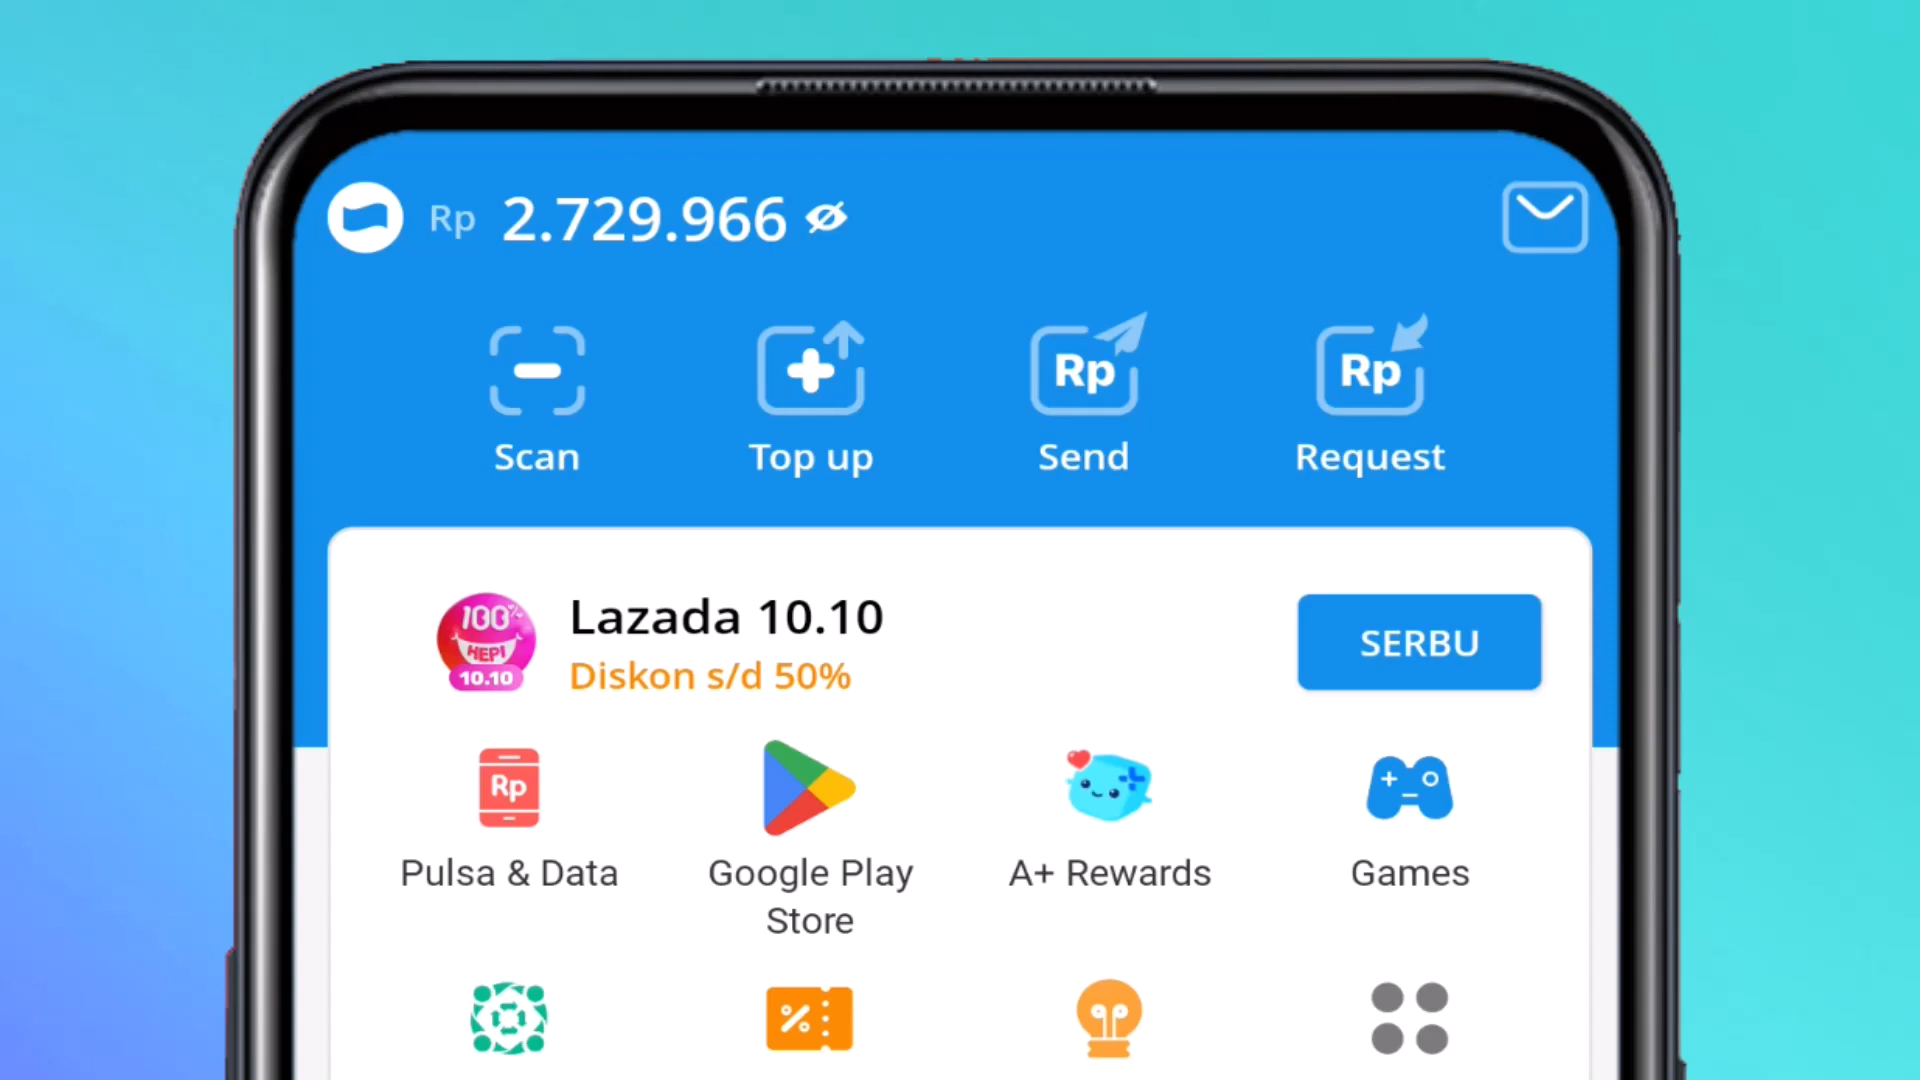 Rp 2.729.966
Scan
Top up
Rp
Send
Rp
Request
100%
HEPI
10.10
Lazada 10.10
Diskon s/d 50%
SERBU
Rp
Pulsa & Data
Google Play
Store
A+ Rewards
Games
%